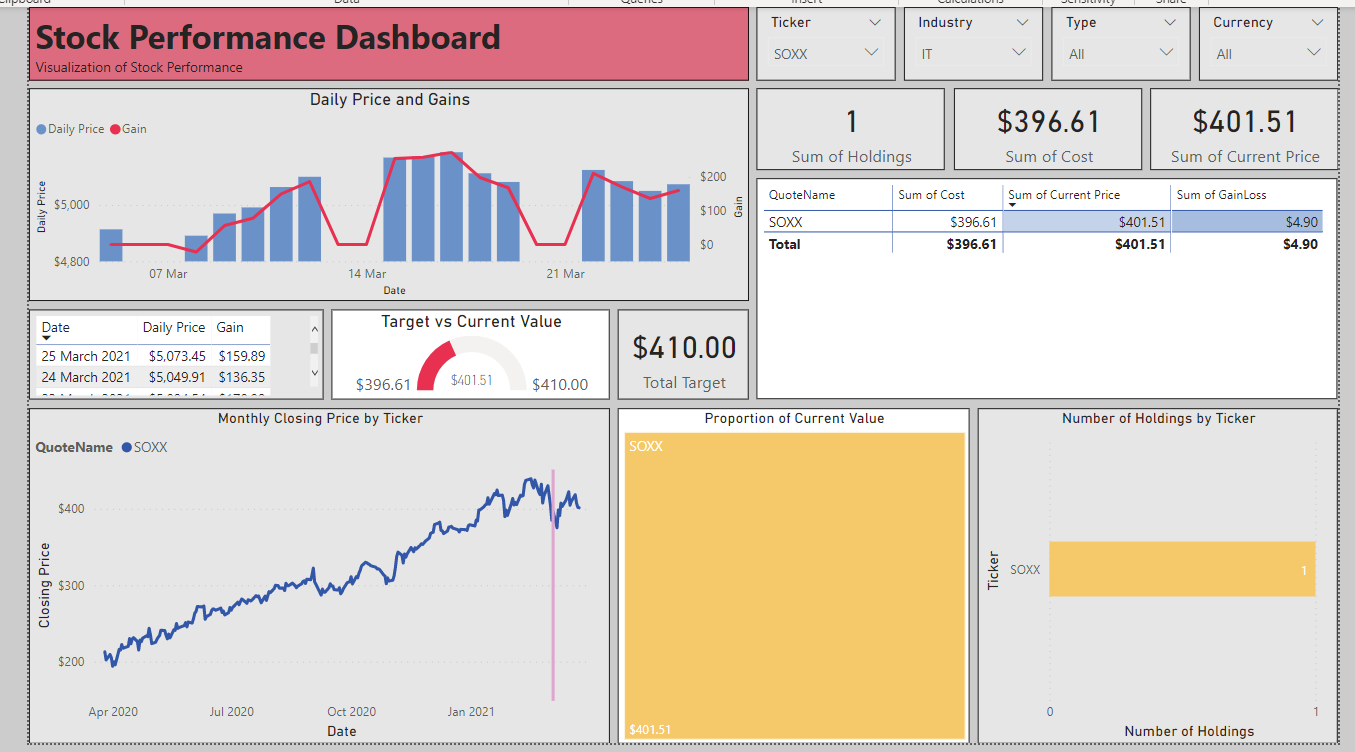 Data
Queries
Insert
Calculations
Sensitivity
Share
Stock Performance Dashboard
Visualization of Stock Performance
Ticker
SOXX
Industry
IT
Type
All
Currency
All
Daily Price and Gains
Daily Price Gain
Daily Price
$5,000
$4,800
$200
$100
$0
Gain
07 Mar 14 Mar 21 Mar
Date
1
Sum of Holdings
$396.61
Sum of Cost
$401.51
Sum of Current Price
QuoteName Sum of Cost Sum of Current Price Sum of GainLoss
SOXX $396.61 $401.51 $4.90
Total $396.61 $401.51 $4.90
Date Daily Price Gain
25 March 2021 $5,073.45 $159.89
24 March 2021 $5,049.91 $136.35
Target vs Current Value
$396.61 $401.51 $410.00
$410.00
Total Target
Monthly Closing Price by Ticker
QuoteName SOXX
Closing Price
$400
$300
$200
Apr 2020 Jul 2020 Oct 2020 Jan 2021
Date
Proportion of Current Value
SOXX
$401.51
Number of Holdings by Ticker
Ticker
SOXX
1
0 1
Number of Holdings